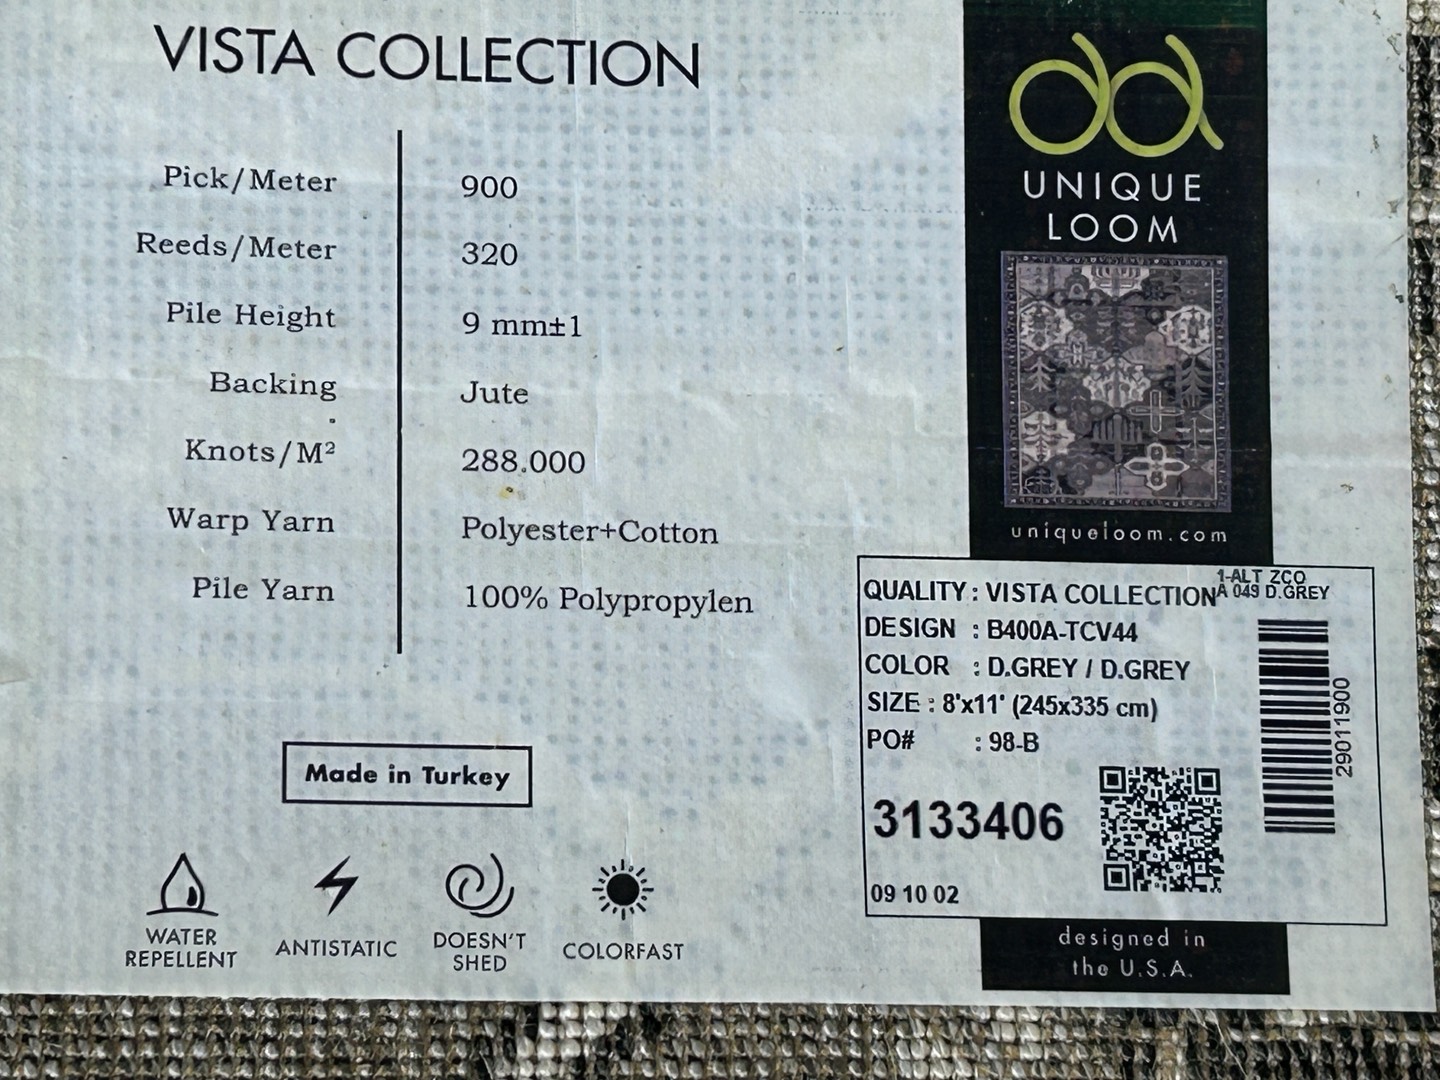 VISTA COLLECTION
Pick/Meter 900
Reeds/Meter 320
Pile Height 9 mm±1
Backing Jute
Knots/M² 288.000
Warp Yarn Polyester+Cotton
Pile Yarn 100% Polypropylen
Made in Turkey
WATER
REPELLENT
ANTISTATIC
DOESN'T
SHED
COLORFAST
UNIQUE
LOOM
uniqueloom.com
1-ALT ZCO
A 049 D.GREY
QUALITY : VISTA COLLECTION
DESIGN : B400A-TCV44
COLOR : D.GREY / D.GREY
SIZE : 8'x11' (245x335 cm)
PO# : 98-B
3133406
09 10 02
29011900
designed in
the U.S.A.